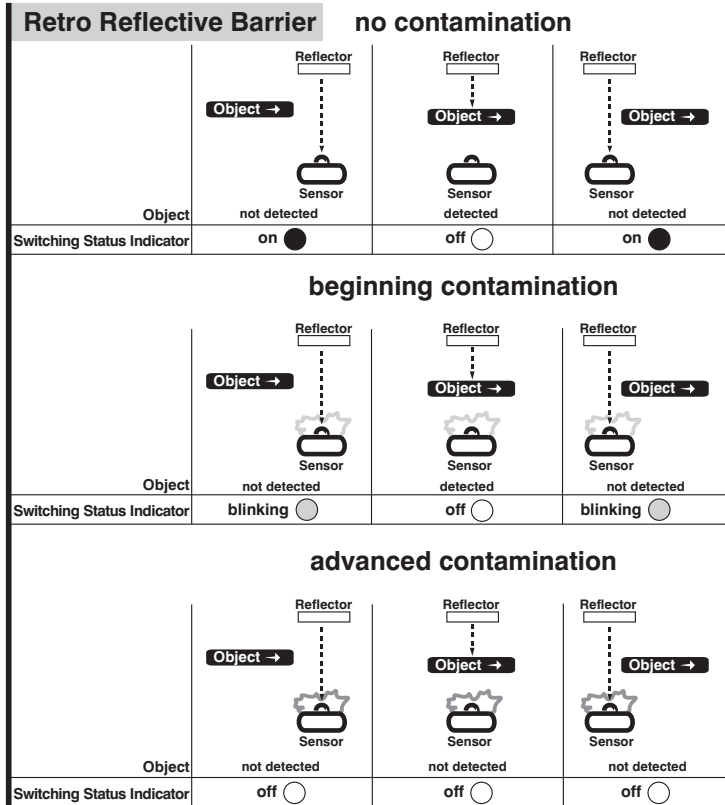 Retro Reflective Barrier no contamination
Reflector Reflector Reflector
Object → Object → Object →
Sensor Sensor Sensor
Object not detected detected not detected
Switching Status Indicator on off on
beginning contamination
Reflector Reflector Reflector
Object → Object → Object →
Sensor Sensor Sensor
Object not detected detected not detected
Switching Status Indicator blinking off blinking
advanced contamination
Reflector Reflector Reflector
Object → Object → Object →
Sensor Sensor Sensor
Object not detected not detected not detected
Switching Status Indicator off off off